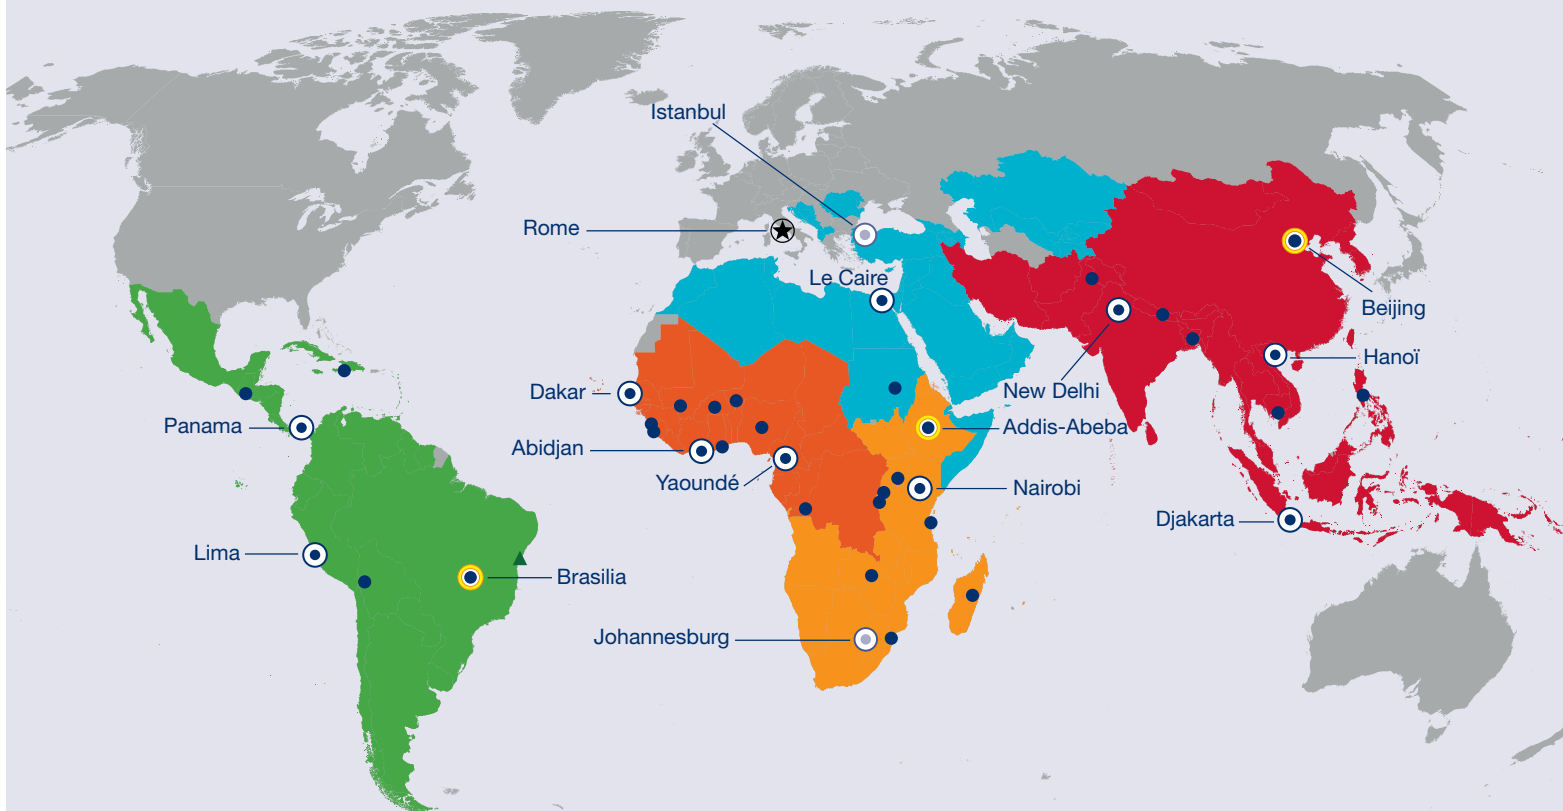 Istanbul
Rome
Le Caire
Beijing
Hanoï
New Delhi
Dakar
Panama
Addis-Abeba
Abidjan
Yaoundé
Nairobi
Djakarta
Lima
Brasilia
Johannesburg